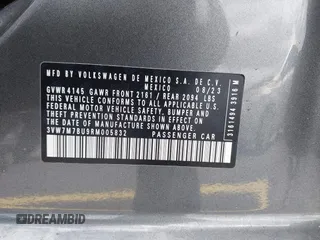 MFD BY VOLKSWAGEN DE MEXICO S.A. DE C.V.
MEXICO 08/23
GVWR 4145 GAWR FRONT 2161 / REAR 2094 LBS
THIS VEHICLE CONFORMS TO ALL APPLICABLE
FEDERAL MOTOR VEHICLE SAFETY, BUMPER AND
THEFT PREVENTION STANDARDS IN EFFECT ON THE
DATE OF MANUFACTURE SHOWN ABOVE.
3VW7M7BU9RM005832 PASSENGER CAR
3161494 3916 M
DREAMBID